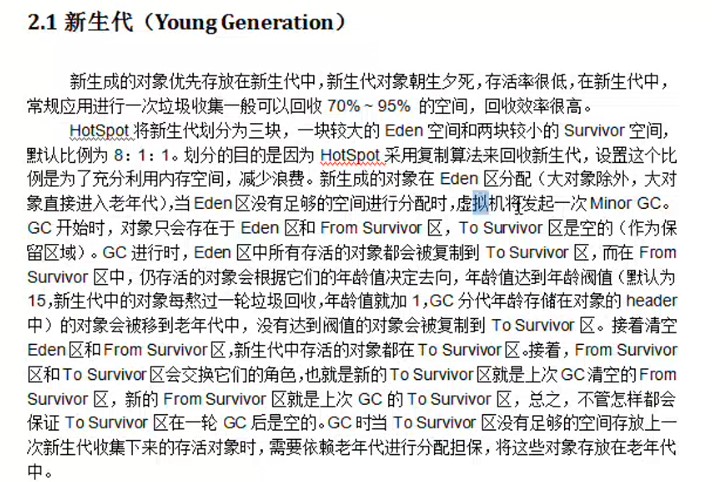 2.1 新生代（Young Generation）
新生成的对象优先存放在新生代中，新生代对象朝生夕死，存活率很低，在新生代中，
常规应用进行一次垃圾收集一般可以回收 70% ~ 95% 的空间，回收效率很高。
HotSpot 将新生代划分为三块，一块较大的 Eden 空间和两块较小的 Survivor 空间，
默认比例为 8：1：1。划分的目的是因为 HotSpot 采用复制算法来回收新生代，设置这个比
例是为了充分利用内存空间，减少浪费。新生成的对象在 Eden 区分配（大对象除外，大对
象直接进入老年代），当 Eden 区没有足够的空间进行分配时，虚拟机将发起一次 Minor GC。
GC 开始时，对象只会存在于 Eden 区和 From Survivor 区，To Survivor 区是空的（作为保
留区域）。GC 进行时，Eden 区中所有存活的对象都会被复制到 To Survivor 区，而在 From
Survivor 区中，仍存活的对象会根据它们的年龄值决定去向，年龄值达到年龄阀值（默认为
15，新生代中的对象每熬过一轮垃圾回收，年龄值就加 1，GC 分代年龄存储在对象的 header
中）的对象会被移到老年代中，没有达到阀值的对象会被复制到 To Survivor 区。接着清空
Eden 区和 From Survivor 区，新生代中存活的对象都在 To Survivor 区。接着，From Survivor
区和 To Survivor 区会交换它们的角色，也就是新的 To Survivor 区就是上次 GC 清空的 From
Survivor 区，新的 From Survivor 区就是上次 GC 的 To Survivor 区，总之，不管怎样都会
保证 To Survivor 区在一轮 GC 后是空的。GC 时当 To Survivor 区没有足够的空间存放上一
次新生代收集下来的存活对象时，需要依赖老年代进行分配担保，将这些对象存放在老年代
中。